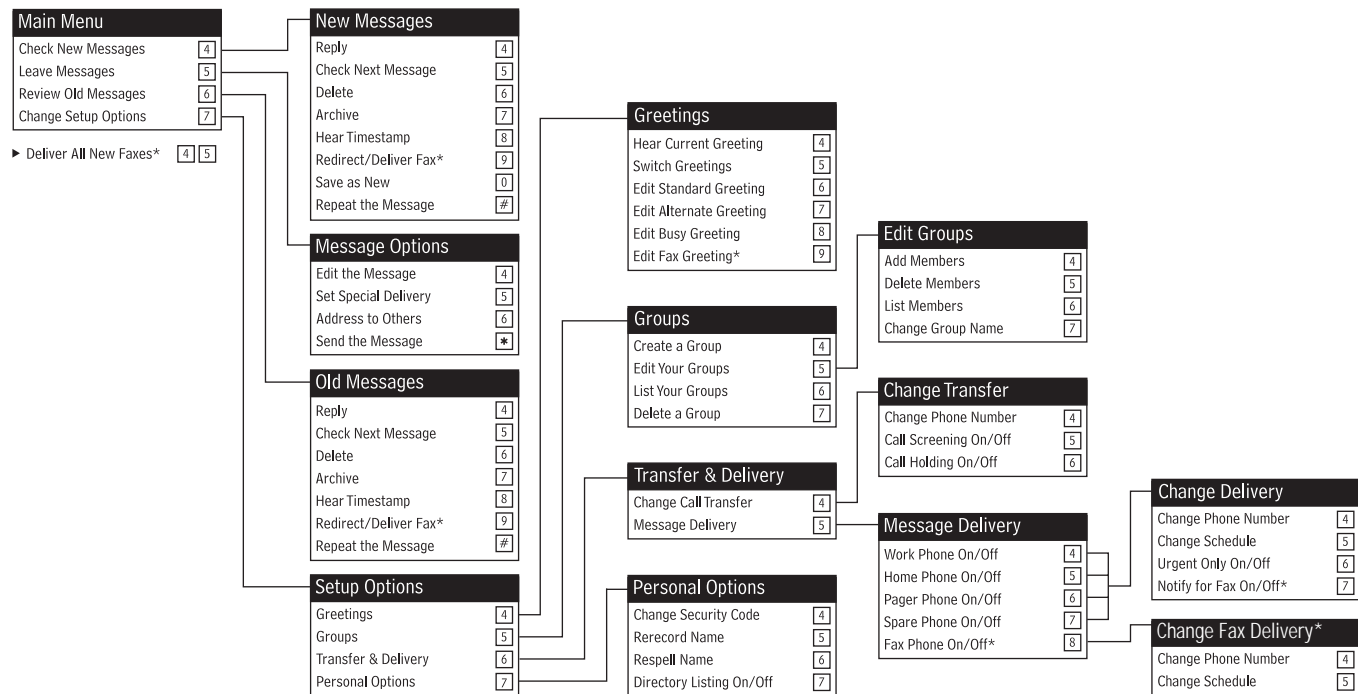 Main Menu
Check New Messages 4
Leave Messages 5
Review Old Messages 6
Change Setup Options 7
▶ Deliver All New Faxes* 4 5
New Messages
Reply 4
Check Next Message 5
Delete 6
Archive 7
Hear Timestamp 8
Redirect/Deliver Fax* 9
Save as New 0
Repeat the Message #
Message Options
Edit the Message 4
Set Special Delivery 5
Address to Others 6
Send the Message *
Old Messages
Reply 4
Check Next Message 5
Delete 6
Archive 7
Hear Timestamp 8
Redirect/Deliver Fax* 9
Repeat the Message #
Setup Options
Greetings 4
Groups 5
Transfer & Delivery 6
Personal Options 7
Greetings
Hear Current Greeting 4
Switch Greetings 5
Edit Standard Greeting 6
Edit Alternate Greeting 7
Edit Busy Greeting 8
Edit Fax Greeting* 9
Groups
Create a Group 4
Edit Your Groups 5
List Your Groups 6
Delete a Group 7
Transfer & Delivery
Change Call Transfer 4
Message Delivery 5
Personal Options
Change Security Code 4
Rerecord Name 5
Respell Name 6
Directory Listing On/Off 7
Edit Groups
Add Members 4
Delete Members 5
List Members 6
Change Group Name 7
Change Transfer
Change Phone Number 4
Call Screening On/Off 5
Call Holding On/Off 6
Message Delivery
Work Phone On/Off 4
Home Phone On/Off 5
Pager Phone On/Off 6
Spare Phone On/Off 7
Fax Phone On/Off* 8
Change Delivery
Change Phone Number 4
Change Schedule 5
Urgent Only On/Off 6
Notify for Fax On/Off* 7
Change Fax Delivery*
Change Phone Number 4
Change Schedule 5